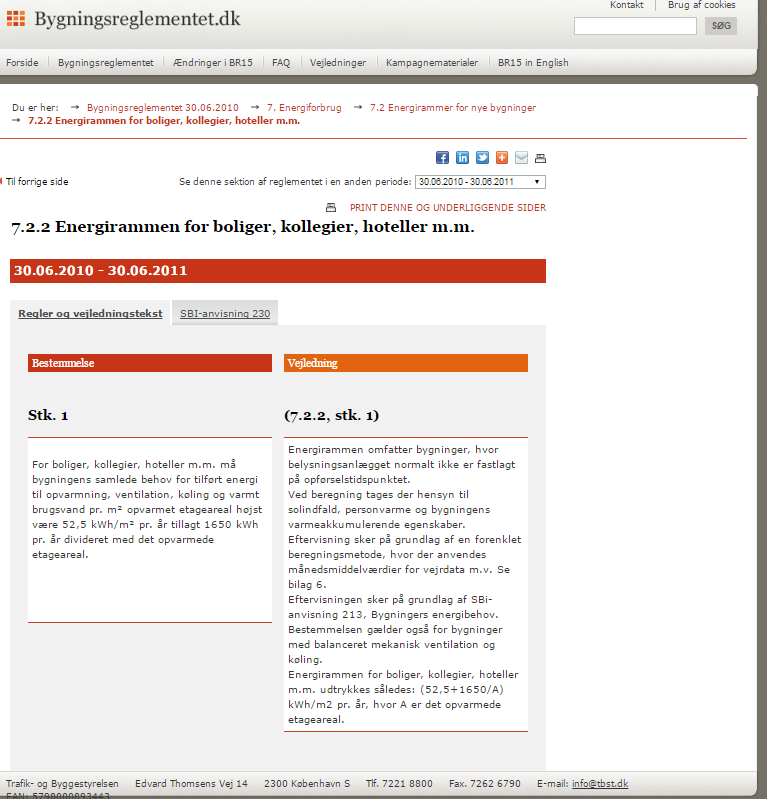 Kontakt
Brug af cookies
Bygningsreglementet.dk
SØG
Forside
Bygningsreglementet
Ændringer i BR15
FAQ
Vejledninger
Kampagnematerialer
BR15 in English
Du er her: → Bygningsreglementet 30.06.2010 → 7. Energiforbrug → 7.2 Energirammer for nye bygninger
→ 7.2.2 Energirammen for boliger, kollegier, hoteller m.m.
Til forrige side
Se denne sektion af reglementet i en anden periode: 30.06.2010 - 30.06.2011
PRINT DENNE OG UNDERLIGGENDE SIDER
7.2.2 Energirammen for boliger, kollegier, hoteller m.m.
30.06.2010 - 30.06.2011
Regler og vejledningstekst
SBI-anvisning 230
Bestemmelse
Stk. 1
For boliger, kollegier, hoteller m.m. må
bygningens samlede behov for tilført energi
til opvarmning, ventilation, køling og varmt
brugsvand pr. m² opvarmet etageareal højst
være 52,5 kWh/m² pr. år tillagt 1650 kWh
pr. år divideret med det opvarmede
etageareal.
Vejledning
(7.2.2, stk. 1)
Energirammen omfatter bygninger, hvor
belysningsanlægget normalt ikke er fastlagt
på opførselstidspunktet.
Ved beregning tages der hensyn til
solindfald, personvarme og bygningens
varmeakkumulerende egenskaber.
Eftervisning sker på grundlag af en forenklet
beregningsmetode, hvor der anvendes
månedsmiddelværdier for vejrdata m.v. Se
bilag 6.
Eftervisningen sker på grundlag af SBi-
anvisning 213, Bygningers energibehov.
Bestemmelsen gælder også for bygninger
med balanceret mekanisk ventilation og
køling.
Energirammen for boliger, kollegier, hoteller
m.m. udtrykkes således: (52,5+1650/A)
kWh/m2 pr. år, hvor A er det opvarmede
etageareal.
Trafik- og Byggestyrelsen
Edvard Thomsens Vej 14
2300 København S
Tlf. 7221 8800
Fax. 7262 6790
E-mail: info@tbst.dk
EAN: 5798000893443